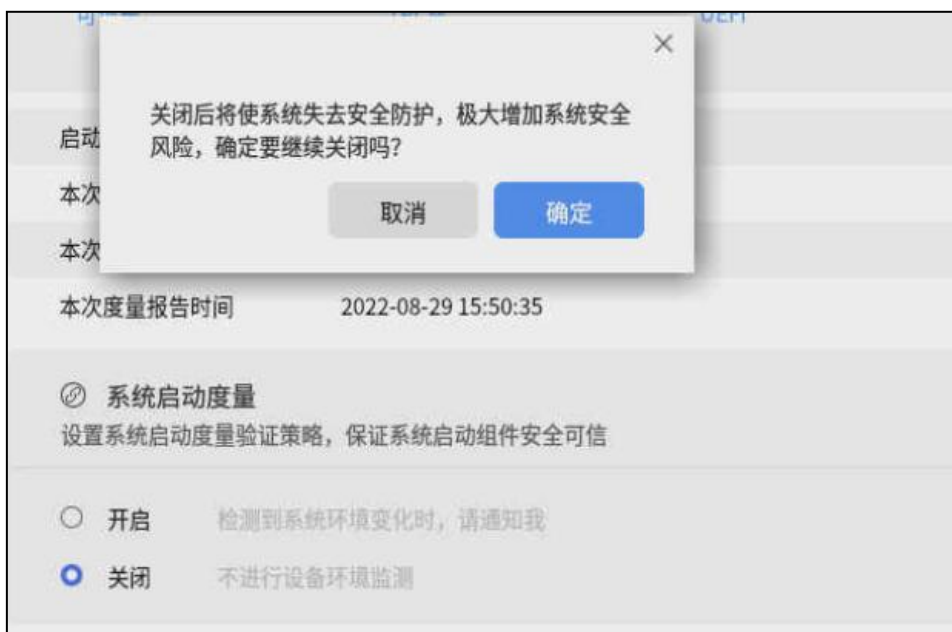 关闭后将使系统失去安全防护，极大增加系统安全
风险，确定要继续关闭吗？
取消
确定
启动
本次
本次
本次度量报告时间 2022-08-29 15:50:35
系统启动度量
设置系统启动度量验证策略，保证系统启动组件安全可信
开启 检测到系统环境变化时，请通知我
关闭 不进行设备环境监测